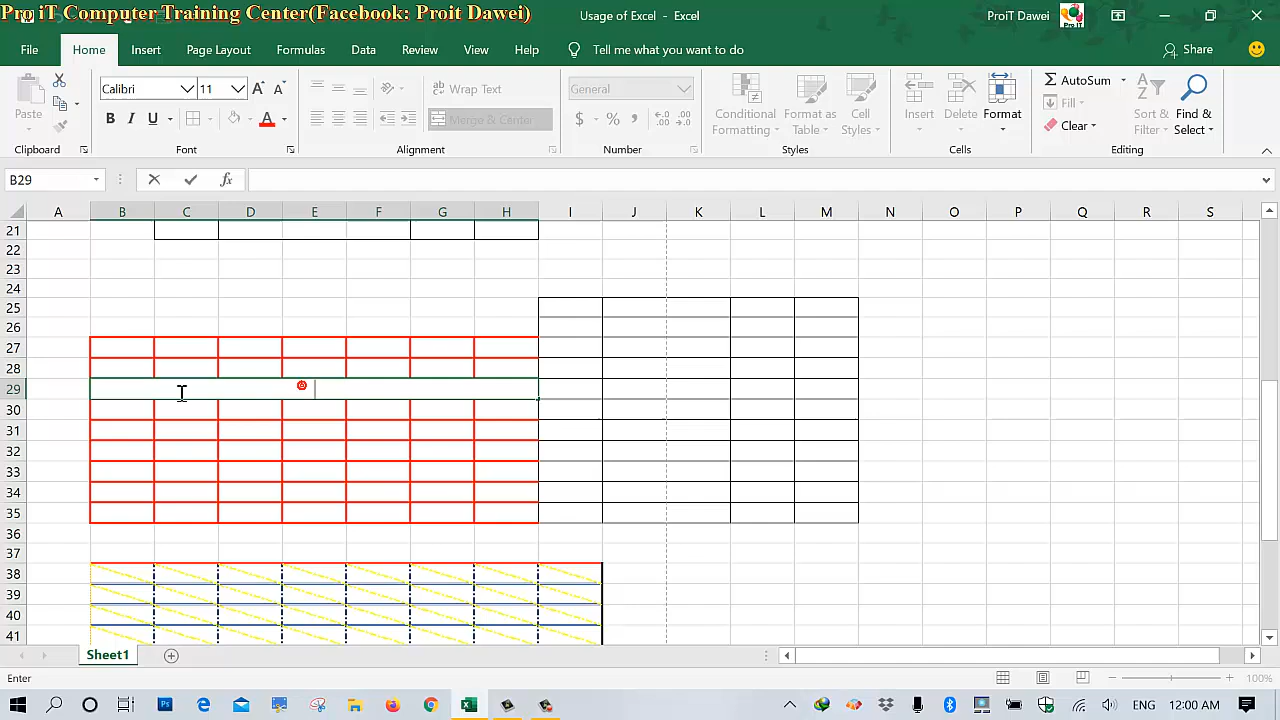 Pro iT Computer Training Center(Facebook: Proit Dawei)
Usage of Excel - Excel
ProiT Dawei
File Home Insert Page Layout Formulas Data Review View Help Tell me what you want to do Share
Calibri 11
Wrap Text
General
Paste
B I U
A
Merge & Center
$ % ,
Conditional Formatting
Format as Table
Cell Styles
Insert
Delete
Format
AutoSum
Fill
Clear
Sort & Filter
Find & Select
Clipboard Font Alignment Number Styles Cells Editing
B29 fx
A B C D E F G H I J K L M N O P Q R S
21
22
23
24
25
26
27
28
29
30
31
32
33
34
35
36
37
38
39
40
41
Sheet1
Enter 100%
ENG 12:00 AM